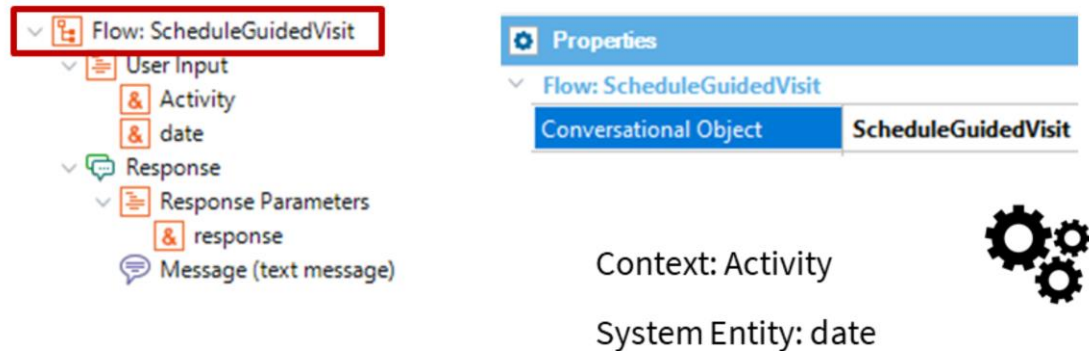 Flow: ScheduleGuidedVisit
User Input
& Activity
& date
Response
Response Parameters
& response
Message (text message)
Properties
Flow: ScheduleGuidedVisit
Conversational Object ScheduleGuidedVisit
Context: Activity
System Entity: date